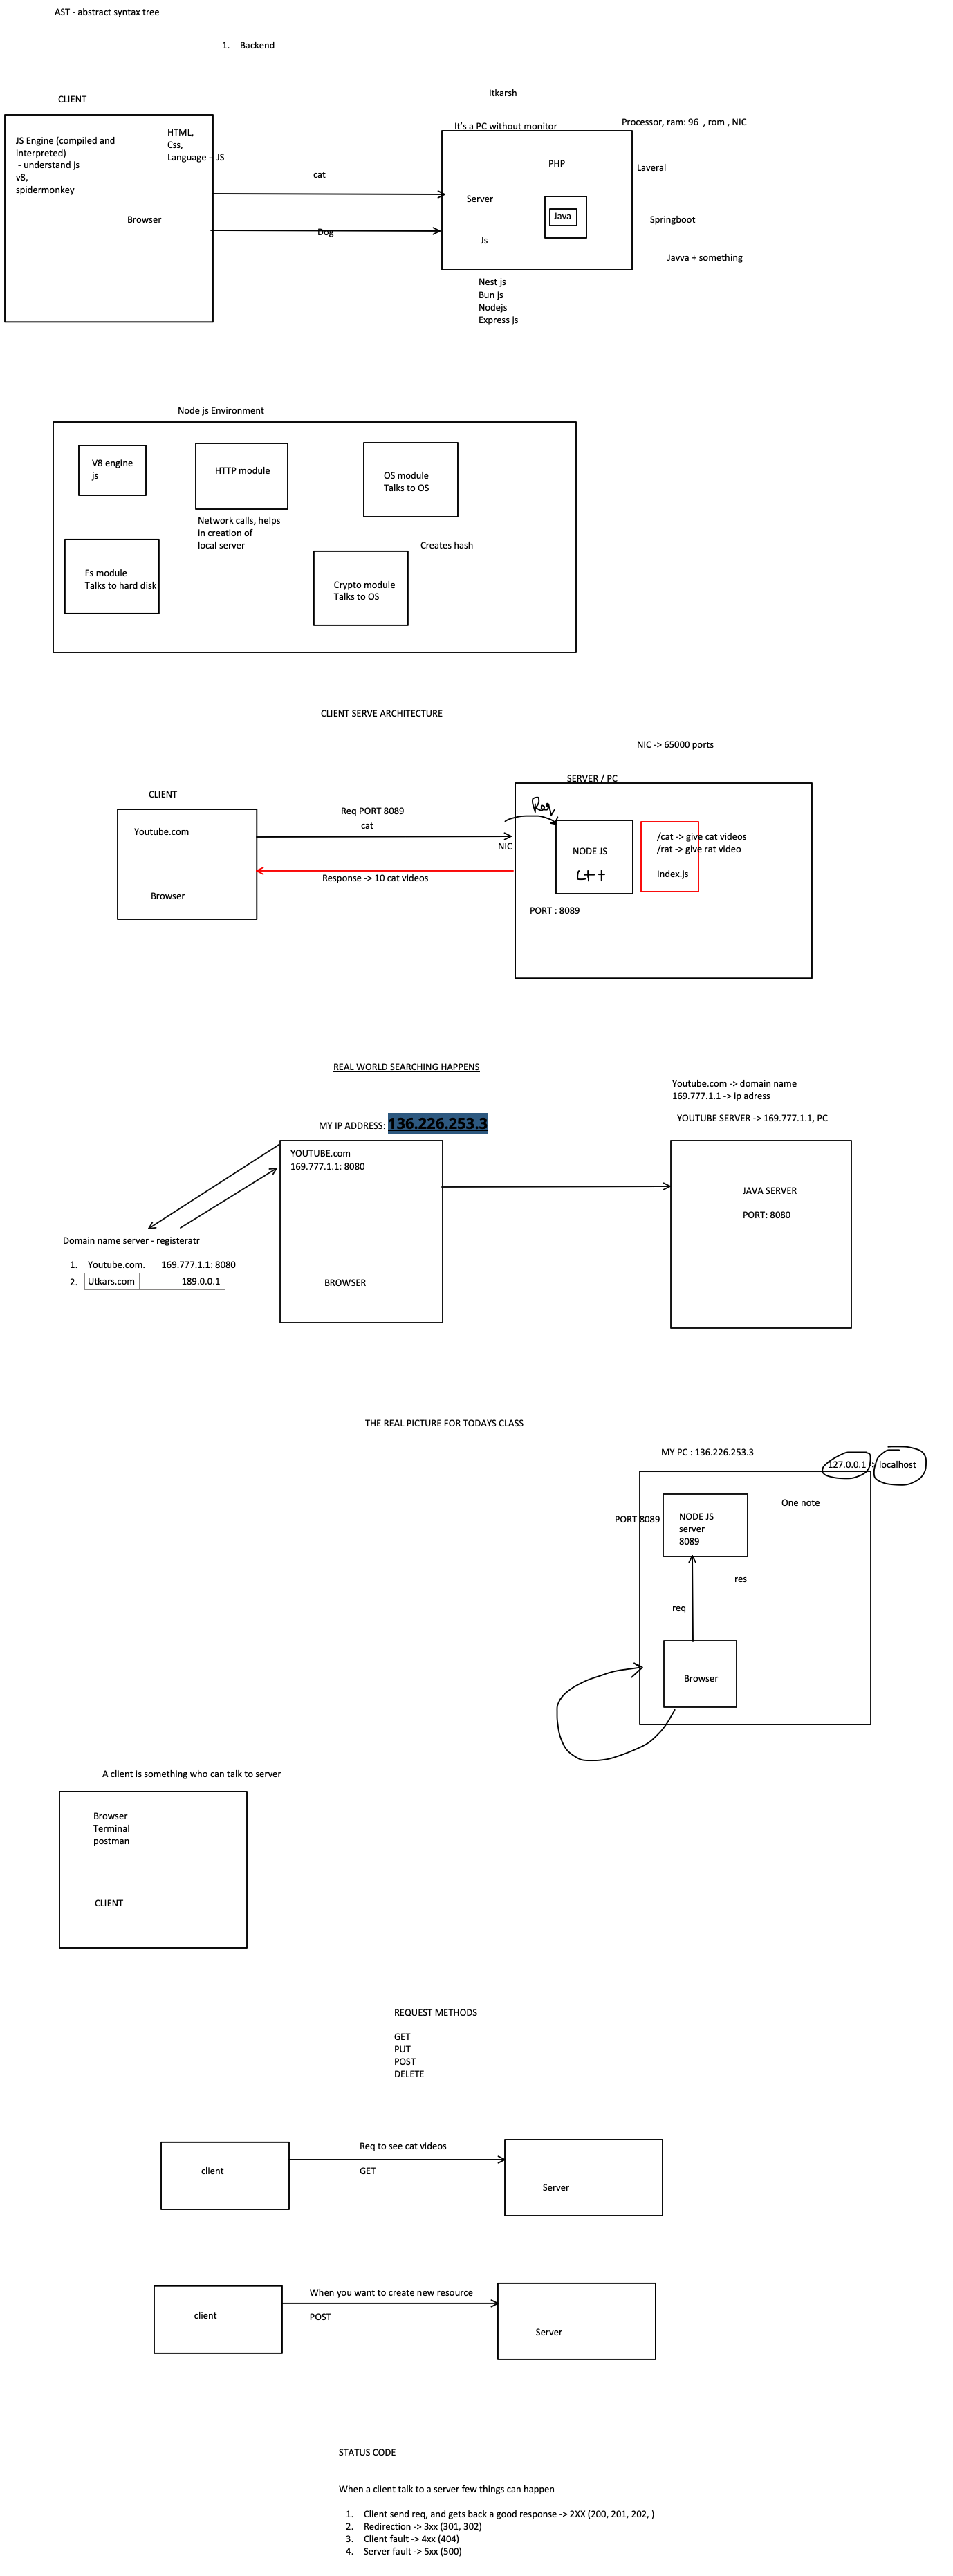 AST - abstract syntax tree
1. Backend
CLIENT
Itkarsh
It's a PC without monitor
Processor, ram: 96 , rom , NIC
JS Engine (compiled and
interpreted)
- understand js
v8,
spidermonkey
HTML,
Css,
Language - JS
Browser
cat
Dog
PHP
Server
Java
Js
Laveral
Springboot
Javva + something
Nest js
Bun js
Nodejs
Express js
Node js Environment
V8 engine
js
HTTP module
Network calls, helps
in creation of
local server
OS module
Talks to OS
Fs module
Talks to hard disk
Crypto module
Talks to OS
Creates hash
CLIENT SERVE ARCHITECTURE
NIC -> 65000 ports
CLIENT
SERVER / PC
Youtube.com
Browser
Req PORT 8089
cat
Response -> 10 cat videos
NIC
Req
NODE JS
C++
PORT : 8089
/cat -> give cat videos
/rat -> give rat video
Index.js
REAL WORLD SEARCHING HAPPENS
Youtube.com -> domain name
169.777.1.1 -> ip adress
MY IP ADDRESS: 136.226.253.3
YOUTUBE SERVER -> 169.777.1.1, PC
YOUTUBE.com
169.777.1.1: 8080
BROWSER
JAVA SERVER
PORT: 8080
Domain name server - registeratr
1. Youtube.com. 169.777.1.1: 8080
2. Utkars.com 189.0.0.1
THE REAL PICTURE FOR TODAYS CLASS
MY PC : 136.226.253.3
127.0.0.1 -> localhost
One note
PORT 8089
NODE JS
server
8089
res
req
Browser
A client is something who can talk to server
Browser
Terminal
postman
CLIENT
REQUEST METHODS
GET
PUT
POST
DELETE
client
Req to see cat videos
GET
Server
client
When you want to create new resource
POST
Server
STATUS CODE
When a client talk to a server few things can happen
1. Client send req, and gets back a good response -> 2XX (200, 201, 202, )
2. Redirection -> 3xx (301, 302)
3. Client fault -> 4xx (404)
4. Server fault -> 5xx (500)